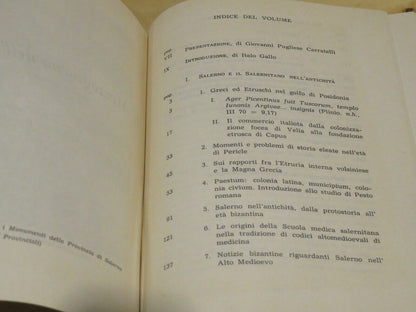 i Monumenti della Provincia di Salerno
Provinciali)
INDICE DEL VOLUME
pag.
VII PRESENTAZIONE, di Giovanni Pugliese Carratelli
IX INTRODUZIONE, di Italo Gallo
I SALERNO E IL SALERNITANO NELL'ANTICHITÀ
3 1. Greci ed Etruschi nel golfo di Posidonia
3 I. Ager Picentinus fuit Tuscorum, templo
Iunonis Argivae... insignis (Plinio, n.h.,
III 70 = 9,17)
17 II. Il commercio italiota dalla colonizza-
zione focea di Velia alla fondazione
etrusca di Capua
33 2. Momenti e problemi di storia eleate nell'età
di Pericle
43 3. Sui rapporti fra l'Etruria interna volsiniese
e la Magna Grecia
53 4. Paestum: colonia latina, municipium, colo-
nia civium. Introduzione allo studio di Pesto
romana
91 5. Salerno nell'antichità, dalla protostoria all'
età bizantina
121 6. Le origini della Scuola medica salernitana
nella tradizione di codici altomedioevali di
medicina
137 7. Notizie bizantine riguardanti Salerno nell'
Alto Medioevo